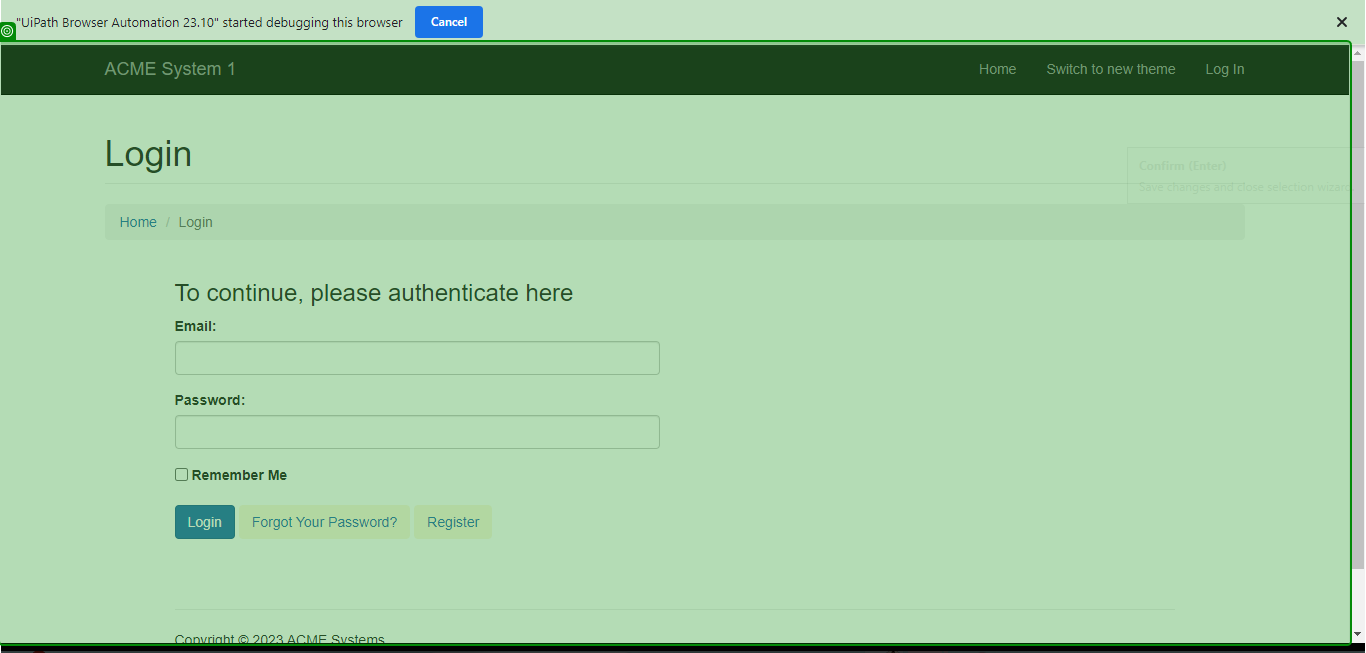 "UiPath Browser Automation 23.10" started debugging this browser Cancel
ACME System 1 Home Switch to new theme Log In
Login
Confirm (Enter)
Save changes and close selection wizard.
Home / Login
To continue, please authenticate here
Email:
Password:
Remember Me
Login Forgot Your Password? Register
Copyright © 2023 ACME Systems